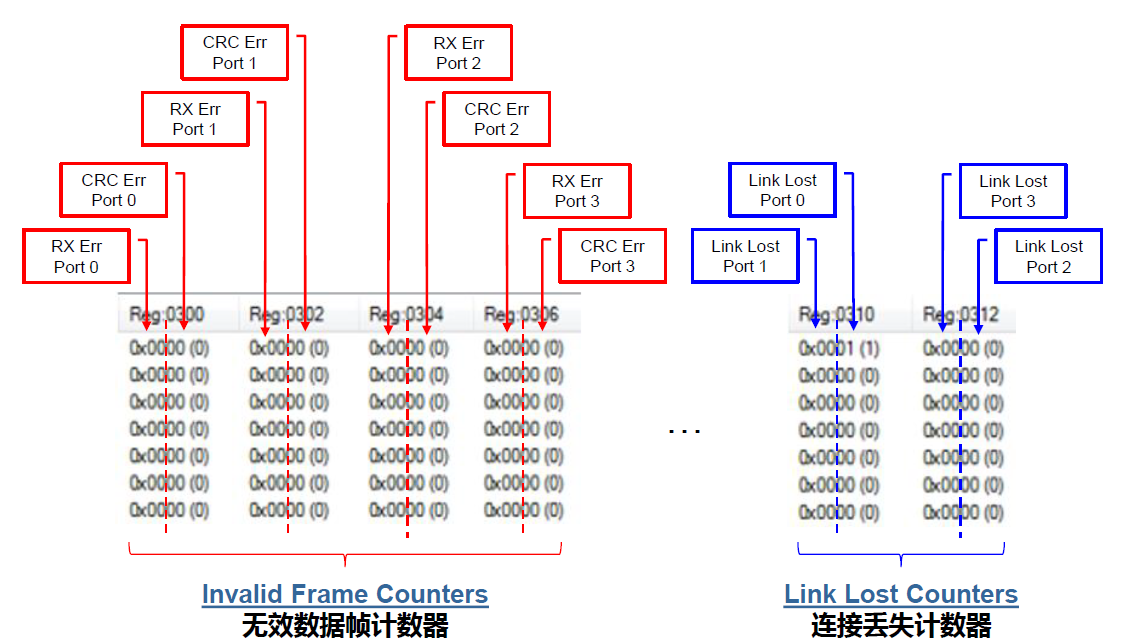 CRC Err
Port 1
RX Err
Port 2
RX Err
Port 1
CRC Err
Port 2
CRC Err
Port 0
RX Err
Port 3
Link Lost
Port 0
Link Lost
Port 3
RX Err
Port 0
CRC Err
Port 3
Link Lost
Port 1
Link Lost
Port 2
Reg:0300 Reg:0302 Reg:0304 Reg:0306 Reg:0310 Reg:0312
0x0000 (0) 0x0000 (0) 0x0000 (0) 0x0000 (0) 0x0001 (1) 0x0000 (0)
0x0000 (0) 0x0000 (0) 0x0000 (0) 0x0000 (0) 0x0000 (0) 0x0000 (0)
0x0000 (0) 0x0000 (0) 0x0000 (0) 0x0000 (0) 0x0000 (0) 0x0000 (0)
0x0000 (0) 0x0000 (0) 0x0000 (0) 0x0000 (0) ... 0x0000 (0) 0x0000 (0)
0x0000 (0) 0x0000 (0) 0x0000 (0) 0x0000 (0) 0x0000 (0) 0x0000 (0)
0x0000 (0) 0x0000 (0) 0x0000 (0) 0x0000 (0) 0x0000 (0) 0x0000 (0)
0x0000 (0) 0x0000 (0) 0x0000 (0) 0x0000 (0) 0x0000 (0) 0x0000 (0)
Invalid Frame Counters
无效数据帧计数器
Link Lost Counters
连接丢失计数器